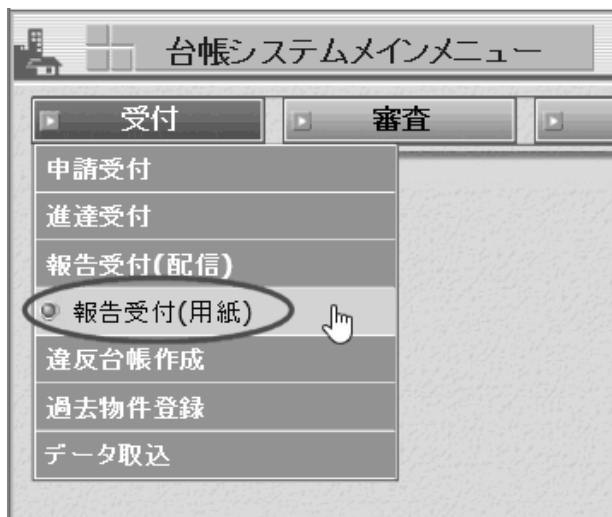 台帳システムメインメニュー
受付 審査
申請受付
進達受付
報告受付(配信)
報告受付(用紙)
違反台帳作成
過去物件登録
データ取込